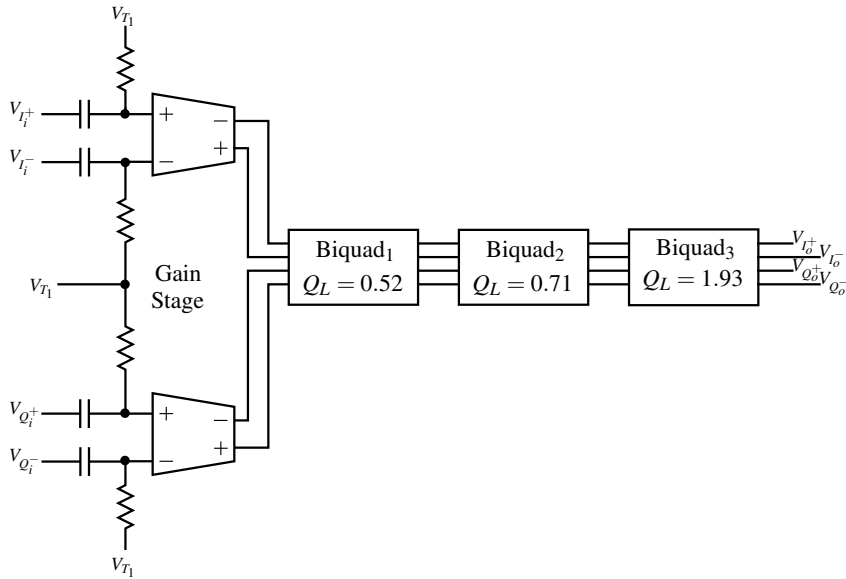 V_{T_1}
V_{I_i^+}
+
−
−
+
V_{I_i^-}
V_{T_1}
Gain
Stage
Biquad_1
Q_L = 0.52
Biquad_2
Q_L = 0.71
Biquad_3
Q_L = 1.93
V_{I_o^+}
V_{I_o^-}
V_{Q_o^+}
V_{Q_o^-}
V_{Q_i^+}
+
−
−
+
V_{Q_i^-}
V_{T_1}